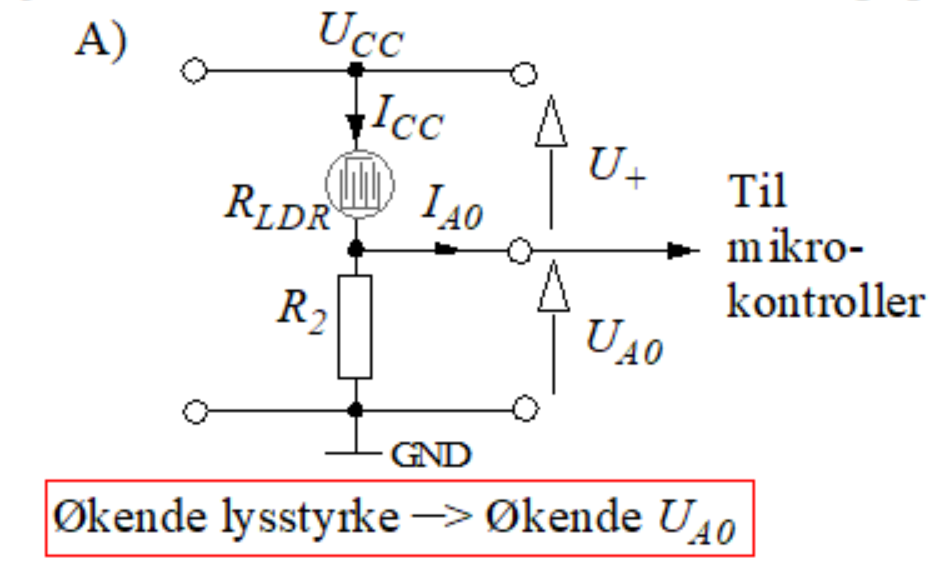 A)
U_CC
I_CC
U_+
R_LDR
I_A0
Til
mikro-
kontroller
R_2
U_A0
GND
Økende lysstyrke —> Økende U_A0